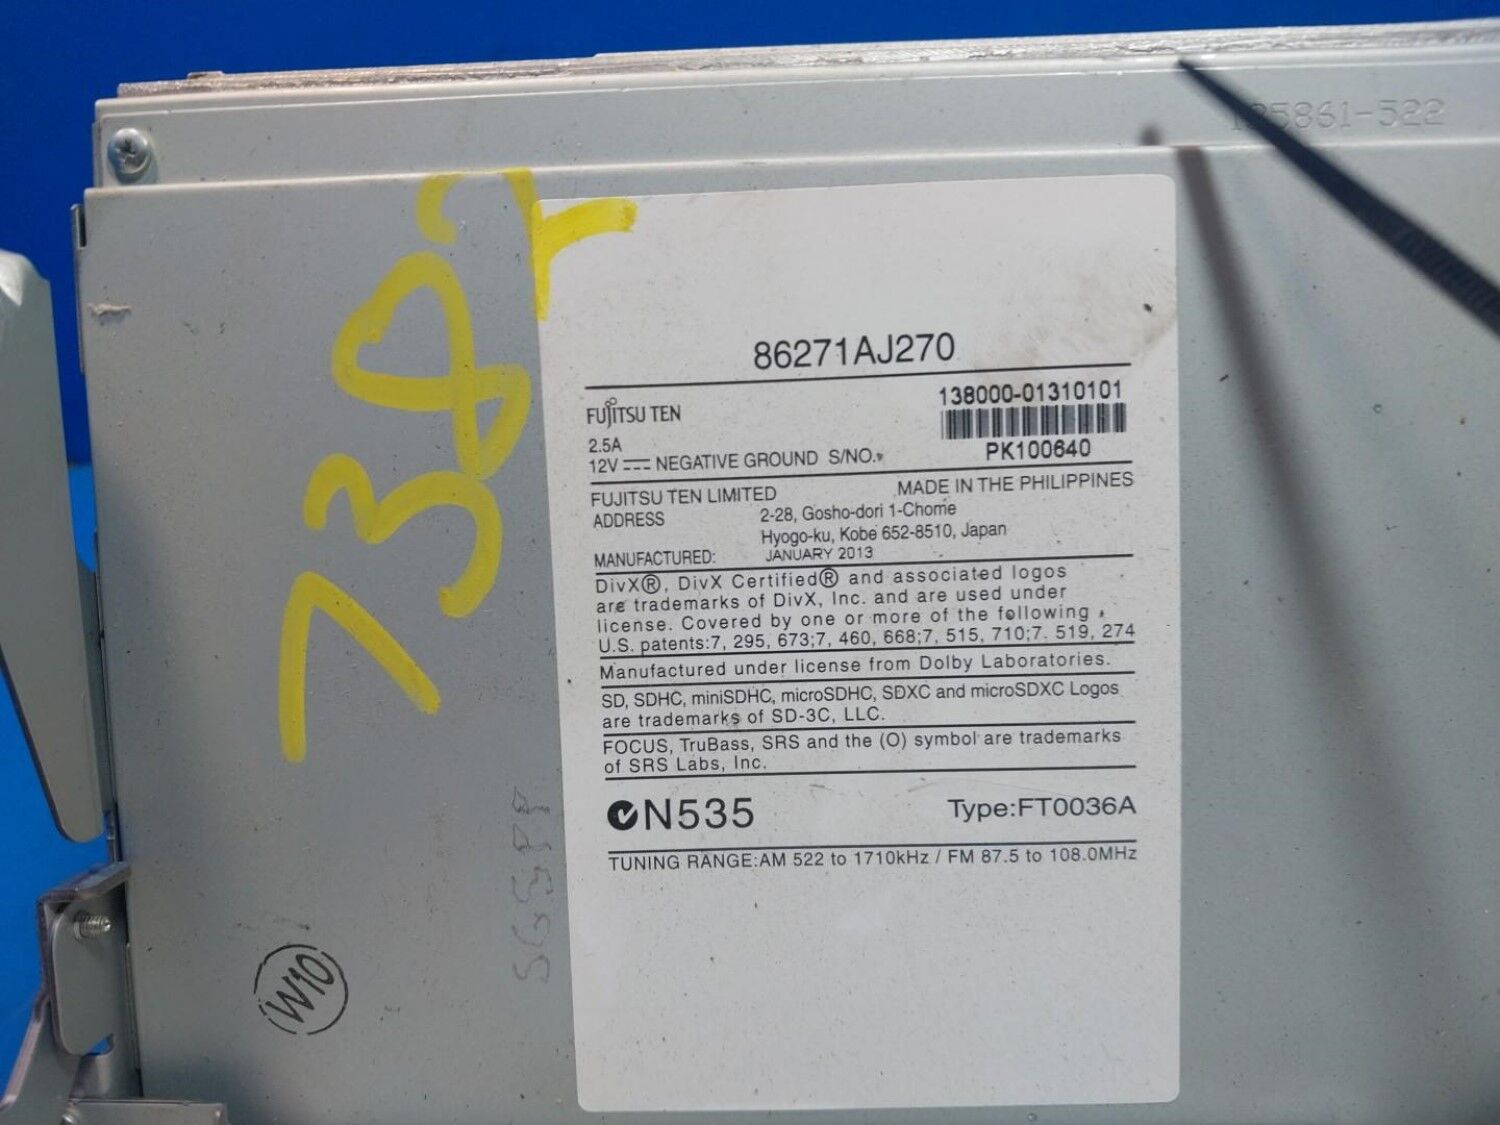 86271AJ270
138000-01310101
FUJITSU TEN
2.5A
12V NEGATIVE GROUND S/NO. PK100640
FUJITSU TEN LIMITED MADE IN THE PHILIPPINES
ADDRESS 2-28, Gosho-dori 1-Chome
Hyogo-ku, Kobe 652-8510, Japan
MANUFACTURED: JANUARY 2013
DivX®, DivX Certified® and associated logos
are trademarks of DivX, Inc. and are used under
license. Covered by one or more of the following
U.S. patents:7, 295, 673;7, 460, 668;7, 515, 710;7. 519, 274
Manufactured under license from Dolby Laboratories.
SD, SDHC, miniSDHC, microSDHC, SDXC and microSDXC Logos
are trademarks of SD-3C, LLC.
FOCUS, TruBass, SRS and the (O) symbol are trademarks
of SRS Labs, Inc.
N535 Type:FT0036A
TUNING RANGE:AM 522 to 1710kHz / FM 87.5 to 108.0MHz
W10